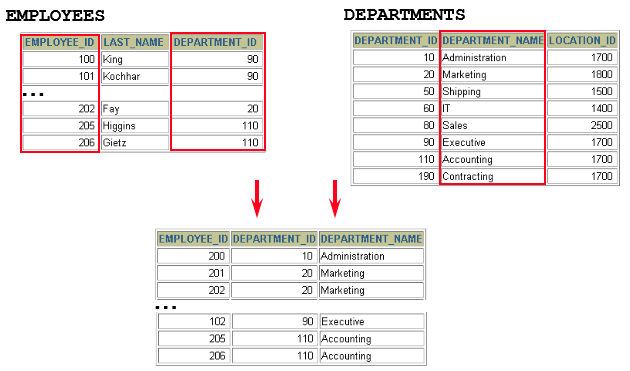 EMPLOYEES
EMPLOYEE_ID LAST_NAME DEPARTMENT_ID
100 King 90
101 Kochhar 90
...
202 Fay 20
205 Higgins 110
206 Gietz 110
DEPARTMENTS
DEPARTMENT_ID DEPARTMENT_NAME LOCATION_ID
10 Administration 1700
20 Marketing 1800
50 Shipping 1500
60 IT 1400
80 Sales 2500
90 Executive 1700
110 Accounting 1700
190 Contracting 1700
EMPLOYEE_ID DEPARTMENT_ID DEPARTMENT_NAME
200 10 Administration
201 20 Marketing
202 20 Marketing
...
102 90 Executive
205 110 Accounting
206 110 Accounting